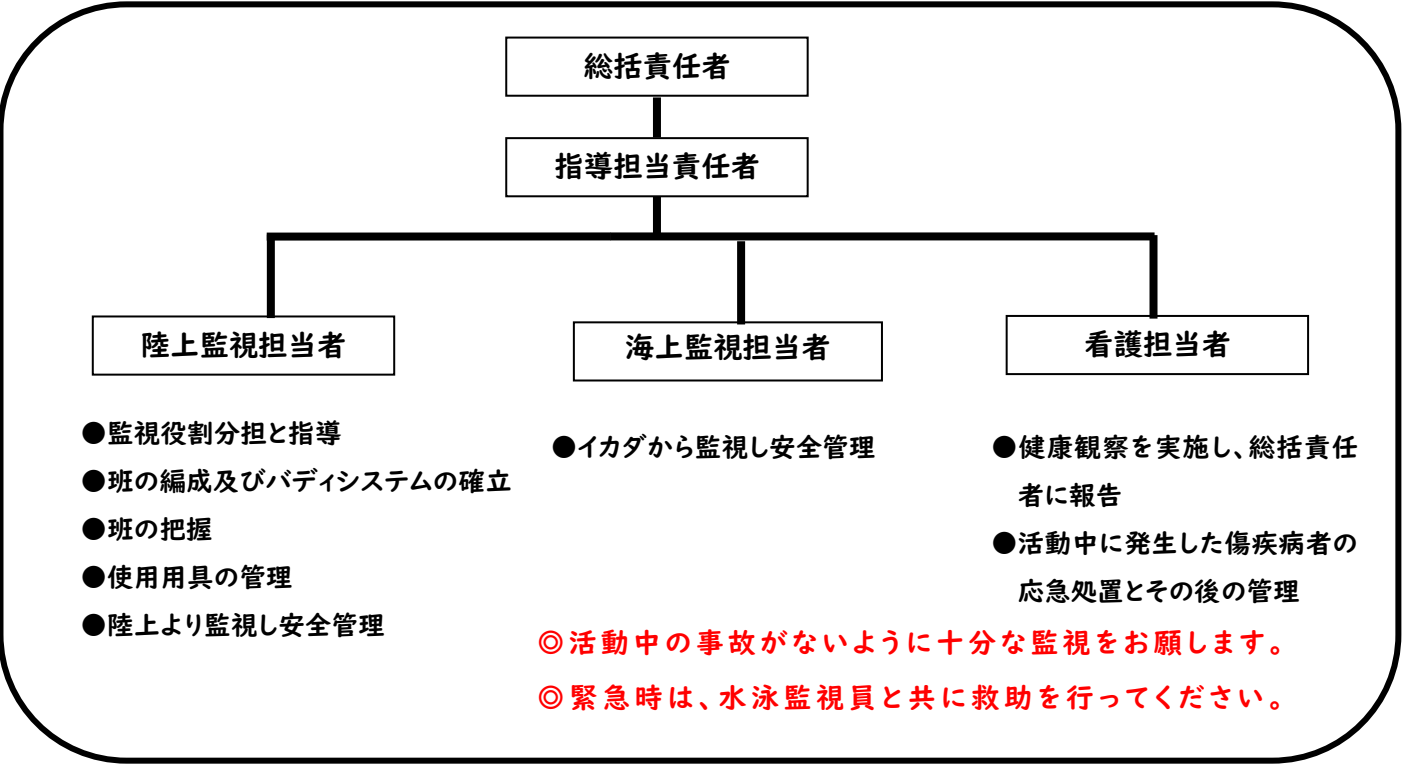 総括責任者
指導担当責任者
陸上監視担当者
●監視役割分担と指導
●班の編成及びバディシステムの確立
●班の把握
●使用用具の管理
●陸上より監視し安全管理
海上監視担当者
●イカダから監視し安全管理
看護担当者
●健康観察を実施し、総括責任
者に報告
●活動中に発生した傷疾病者の
応急処置とその後の管理
◎活動中の事故がないように十分な監視をお願します。
◎緊急時は、水泳監視員と共に救助を行ってください。